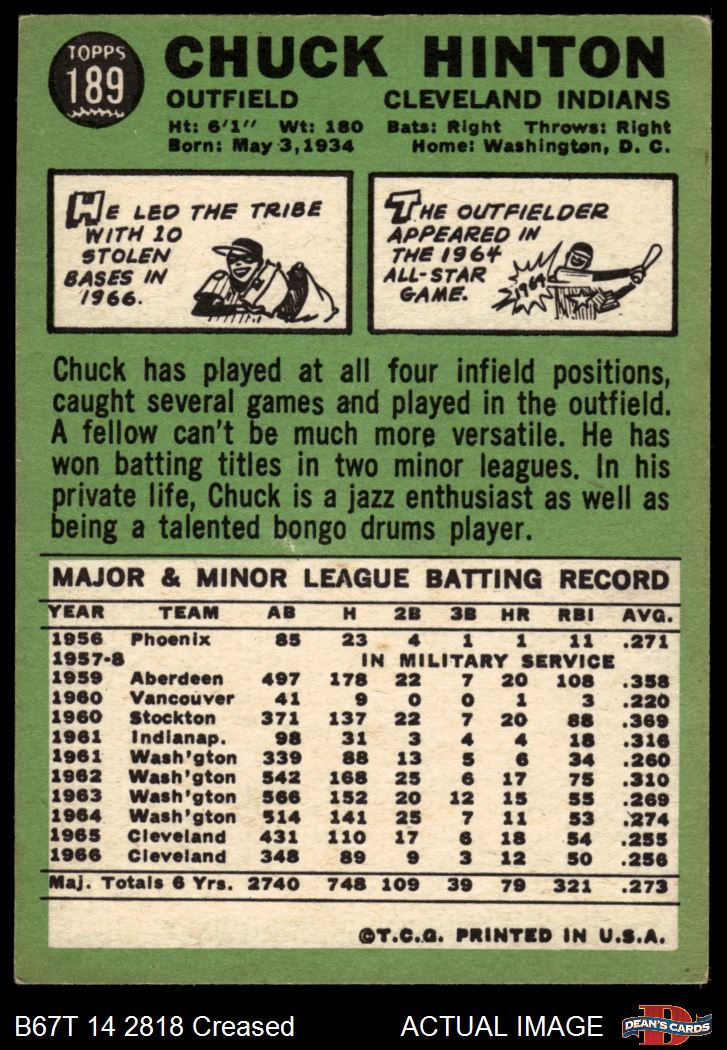 TOPPS
189
CHUCK HINTON
OUTFIELD CLEVELAND INDIANS
Ht: 6'1" Wt: 180 Bats: Right Throws: Right
Born: May 3, 1934 Home: Washington, D. C.
HE LED THE TRIBE
WITH 10
STOLEN
BASES IN
1966.
THE OUTFIELDER
APPEARED IN
THE 1964
ALL-STAR
GAME.
1964
Chuck has played at all four infield positions,
caught several games and played in the outfield.
A fellow can't be much more versatile. He has
won batting titles in two minor leagues. In his
private life, Chuck is a jazz enthusiast as well as
being a talented bongo drums player.
MAJOR & MINOR LEAGUE BATTING RECORD
YEAR TEAM AB H 2B 3B HR RBI AVG.
1956 Phoenix 85 23 4 1 1 11 .271
1957-8 IN MILITARY SERVICE
1959 Aberdeen 497 178 22 7 20 108 .358
1960 Vancouver 41 9 0 0 1 3 .220
1960 Stockton 371 137 22 7 20 88 .369
1961 Indianap. 98 31 3 4 4 18 .316
1961 Wash'gton 339 88 13 5 6 34 .260
1962 Wash'gton 542 168 25 6 17 75 .310
1963 Wash'gton 566 152 20 12 15 55 .269
1964 Wash'gton 514 141 25 7 11 53 .274
1965 Cleveland 431 110 17 6 18 54 .255
1966 Cleveland 348 89 9 3 12 50 .256
Maj. Totals 6 Yrs. 2740 748 109 39 79 321 .273
©T.C.G. PRINTED IN U.S.A.
B67T 14 2818 Creased ACTUAL IMAGE
D
DEAN'S CARDS